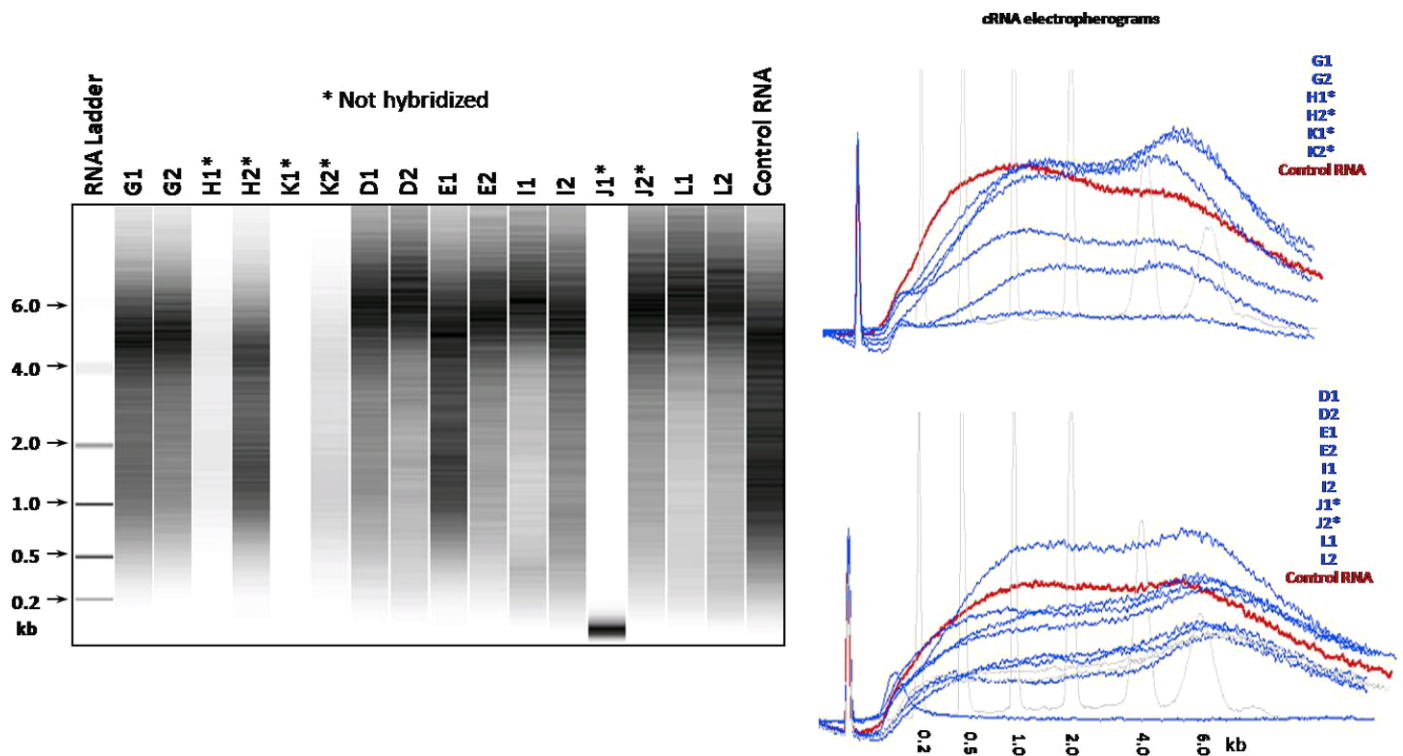 * Not hybridized
RNA Ladder
G1
G2
H1*
H2*
K1*
K2*
D1
D2
E1
E2
I1
I2
J1*
J2*
L1
L2
Control RNA
6.0
4.0
2.0
1.0
0.5
0.2
kb
cRNA electropherograms
G1
G2
H1*
H2*
K1*
K2*
Control RNA
D1
D2
E1
E2
I1
I2
J1*
J2*
L1
L2
Control RNA
0.2
0.5
1.0
2.0
4.0
6.0
kb